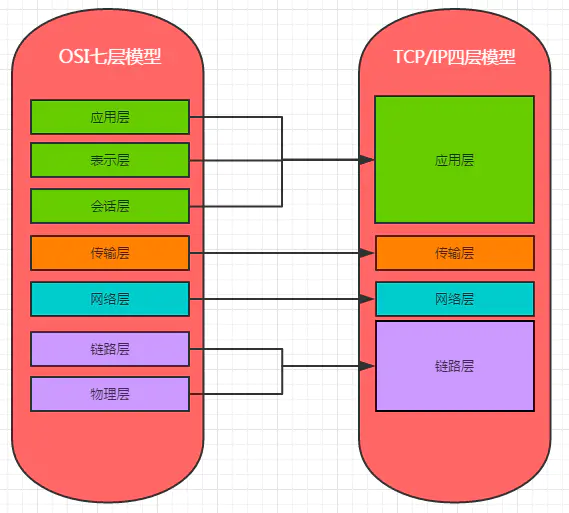 OSI七层模型
应用层
表示层
会话层
传输层
网络层
链路层
物理层
TCP/IP四层模型
应用层
传输层
网络层
链路层